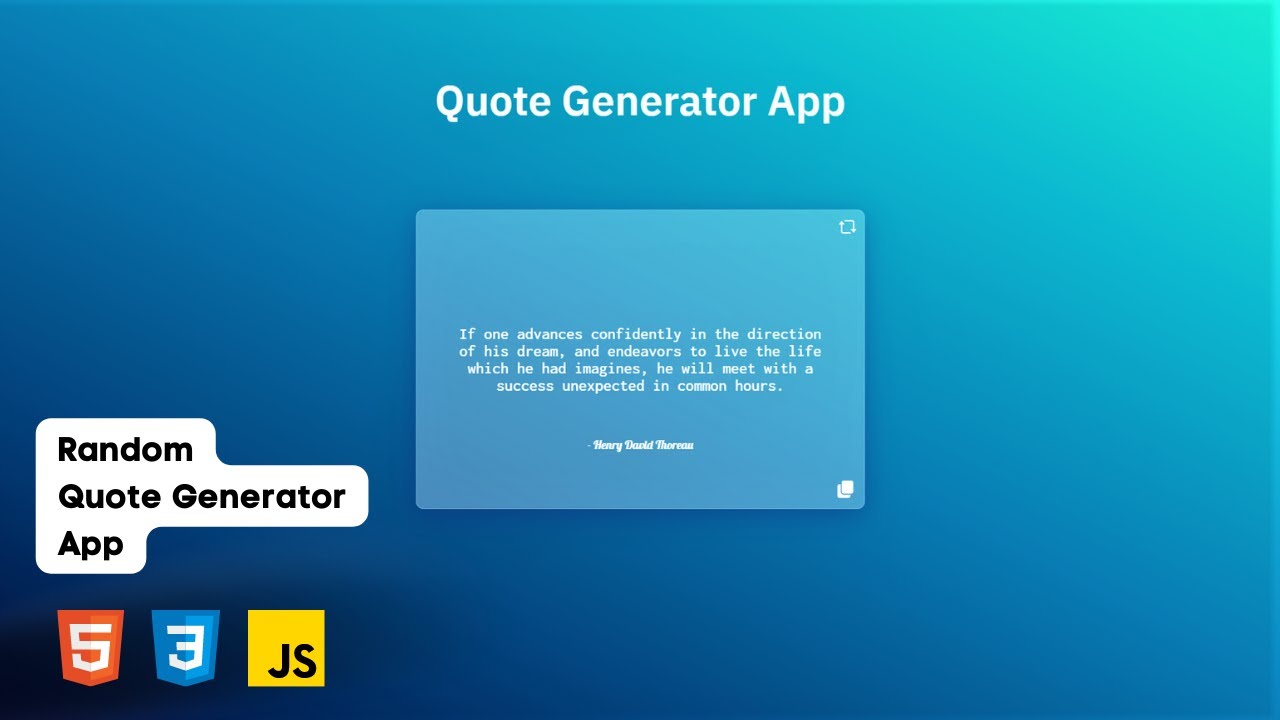 Quote Generator App
If one advances confidently in the direction
of his dream, and endeavors to live the life
which he had imagines, he will meet with a
success unexpected in common hours.
- Henry David Thoreau
Random
Quote Generator
App
5
3
JS